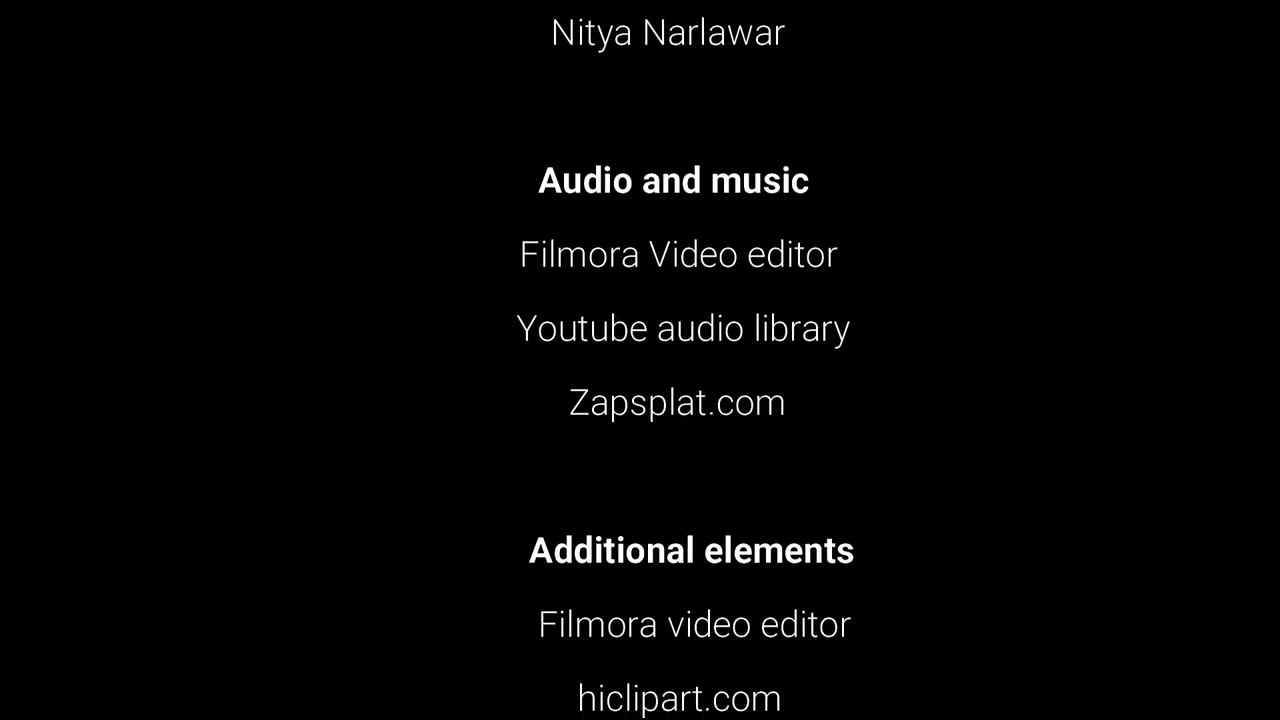 Nitya Narlawar
Audio and music
Filmora Video editor
Youtube audio library
Zapsplat.com
Additional elements
Filmora video editor
hiclipart.com